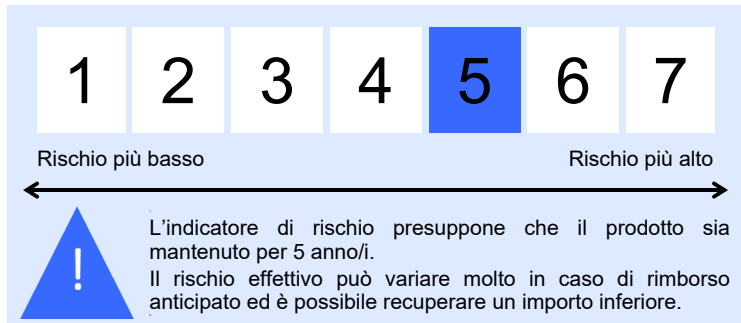 1 2 3 4 5 6 7
Rischio più basso Rischio più alto
L'indicatore di rischio presuppone che il prodotto sia
mantenuto per 5 anno/i.
Il rischio effettivo può variare molto in caso di rimborso
anticipato ed è possibile recuperare un importo inferiore.
!